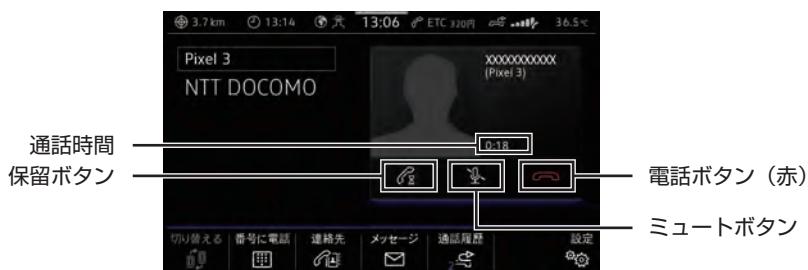 3.7 km 13:14 13:06 ETC 320円 36.5℃
Pixel 3
NTT DOCOMO
XXXXXXXXXXX
(Pixel 3)
0:18
通話時間
保留ボタン
電話ボタン（赤）
ミュートボタン
切り替える 番号に電話 連絡先 メッセージ 通話履歴 設定
2